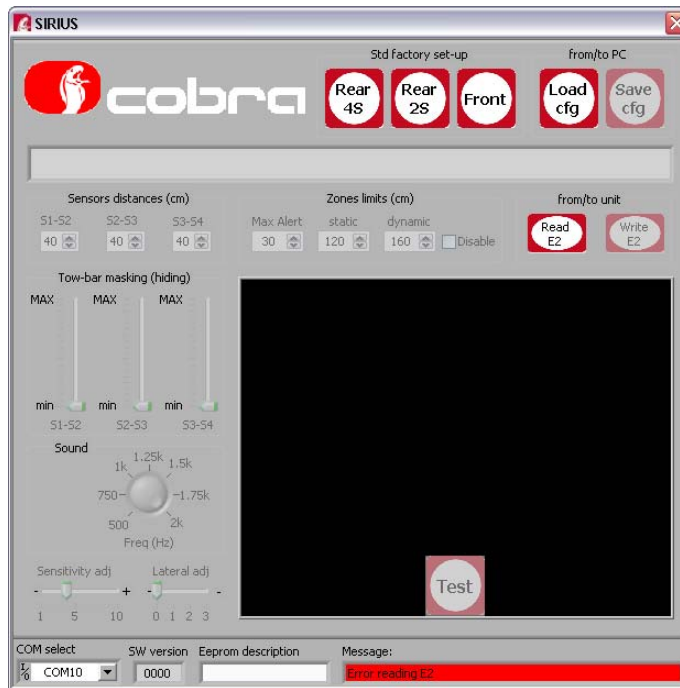 SIRIUS
cobra
Std factory set-up
from/to PC
Rear
4S
Rear
2S
Front
Load
cfg
Save
cfg
Sensors distances (cm)
S1-S2 S2-S3 S3-S4
40 40 40
Zones limits (cm)
Max Alert static dynamic
30 120 160 Disable
from/to unit
Read
E2
Write
E2
Tow-bar masking (hiding)
MAX MAX MAX
min min min
S1-S2 S2-S3 S3-S4
Sound
1.25k
1k 1.5k
750 1.75k
500 2k
Freq (Hz)
Sensitivity adj Lateral adj
- + - -
1 5 10 0 1 2 3
Test
COM select SW version Eeprom description Message:
I/O COM10 0000 Error reading E2